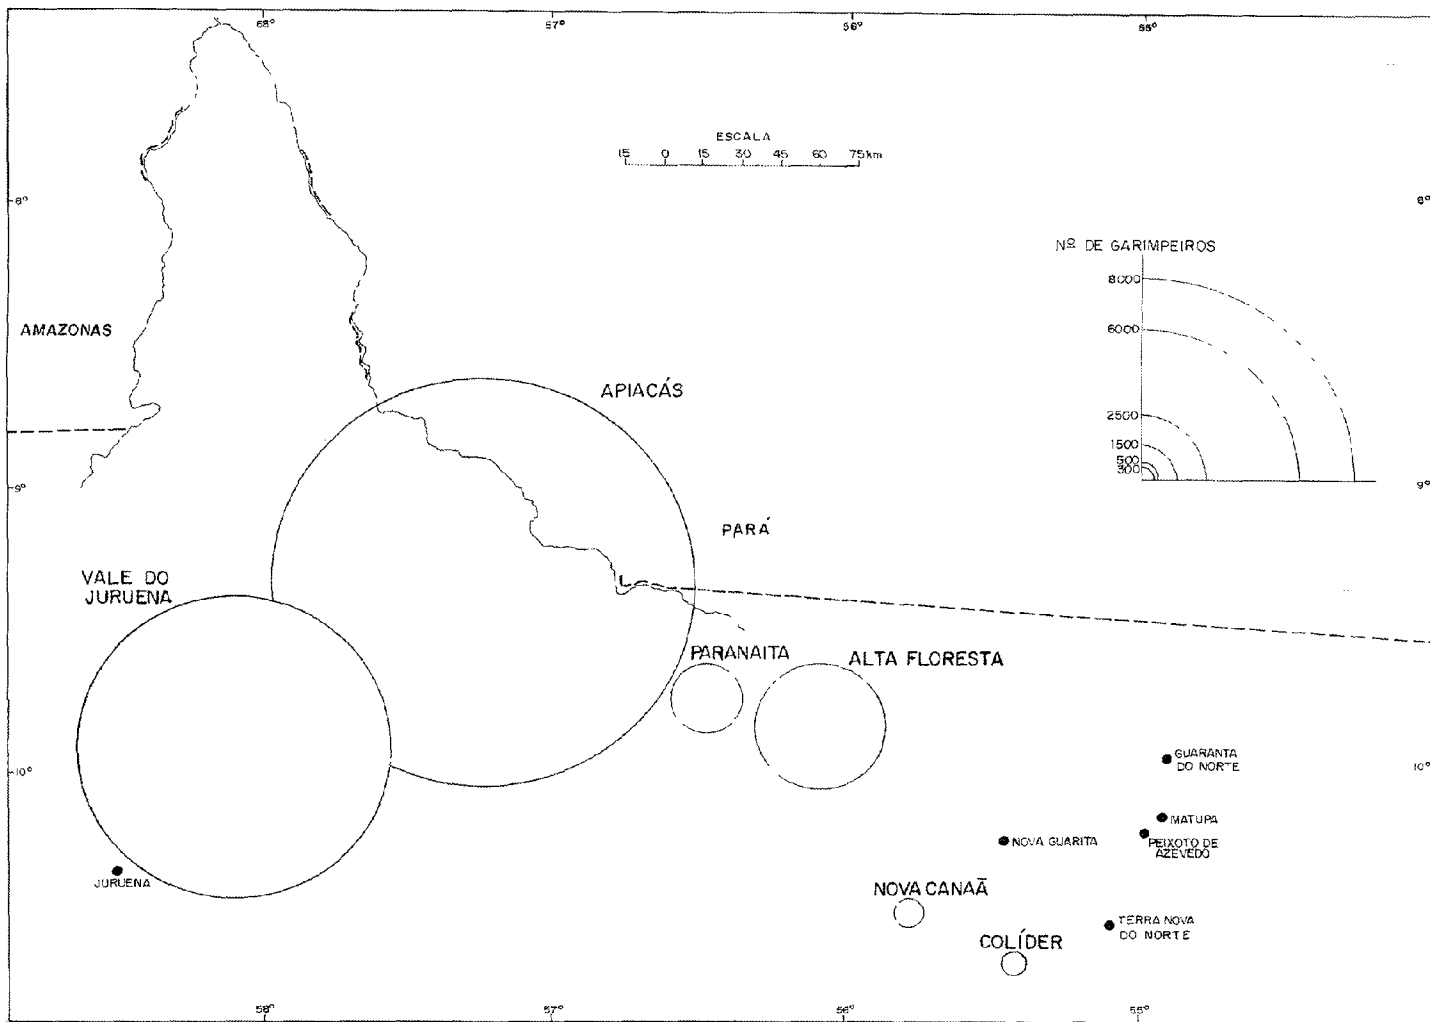 58°
57°
56°
55°
ESCALA
15 0 15 30 45 60 75km
8°
8°
Nº DE GARIMPEIROS
8000
6000
2500
1500
500
300
AMAZONAS
APIACÁS
9°
9°
PARÁ
VALE DO
JURUENA
PARANAITA
ALTA FLORESTA
GUARANTA
DO NORTE
10°
10°
MATUPA
NOVA GUARITA
PEIXOTO DE
AZEVEDO
JURUENA
NOVA CANAÃ
TERRA NOVA
DO NORTE
COLÍDER
58°
57°
56°
55°